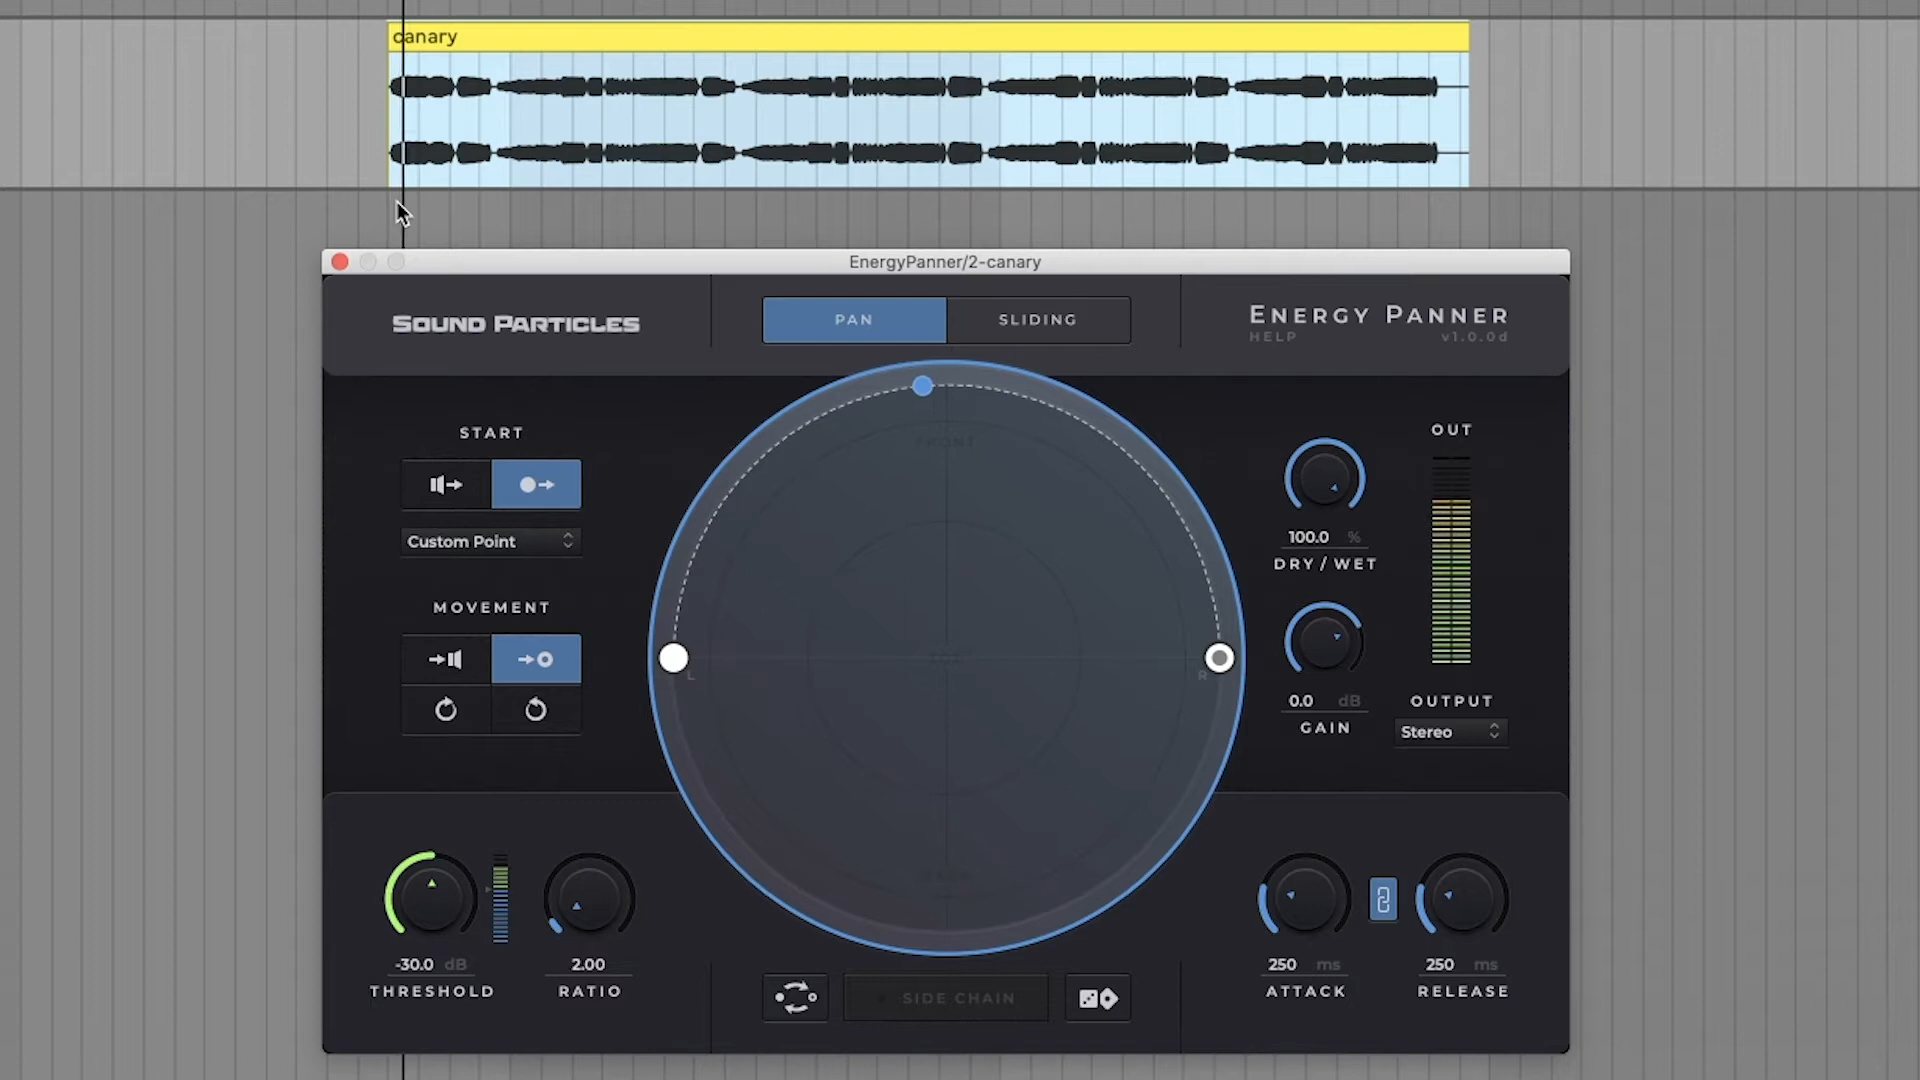 canary
EnergyPanner/2-canary
SOUND PARTICLES
PAN
SLIDING
ENERGY PANNER
HELP
v1.0.0d
START
Custom Point
MOVEMENT
FRONT
L
R
100.0 %
DRY / WET
0.0 dB
GAIN
OUT
OUTPUT
Stereo
-30.0 dB
THRESHOLD
2.00
RATIO
SIDE CHAIN
250 ms
ATTACK
250 ms
RELEASE